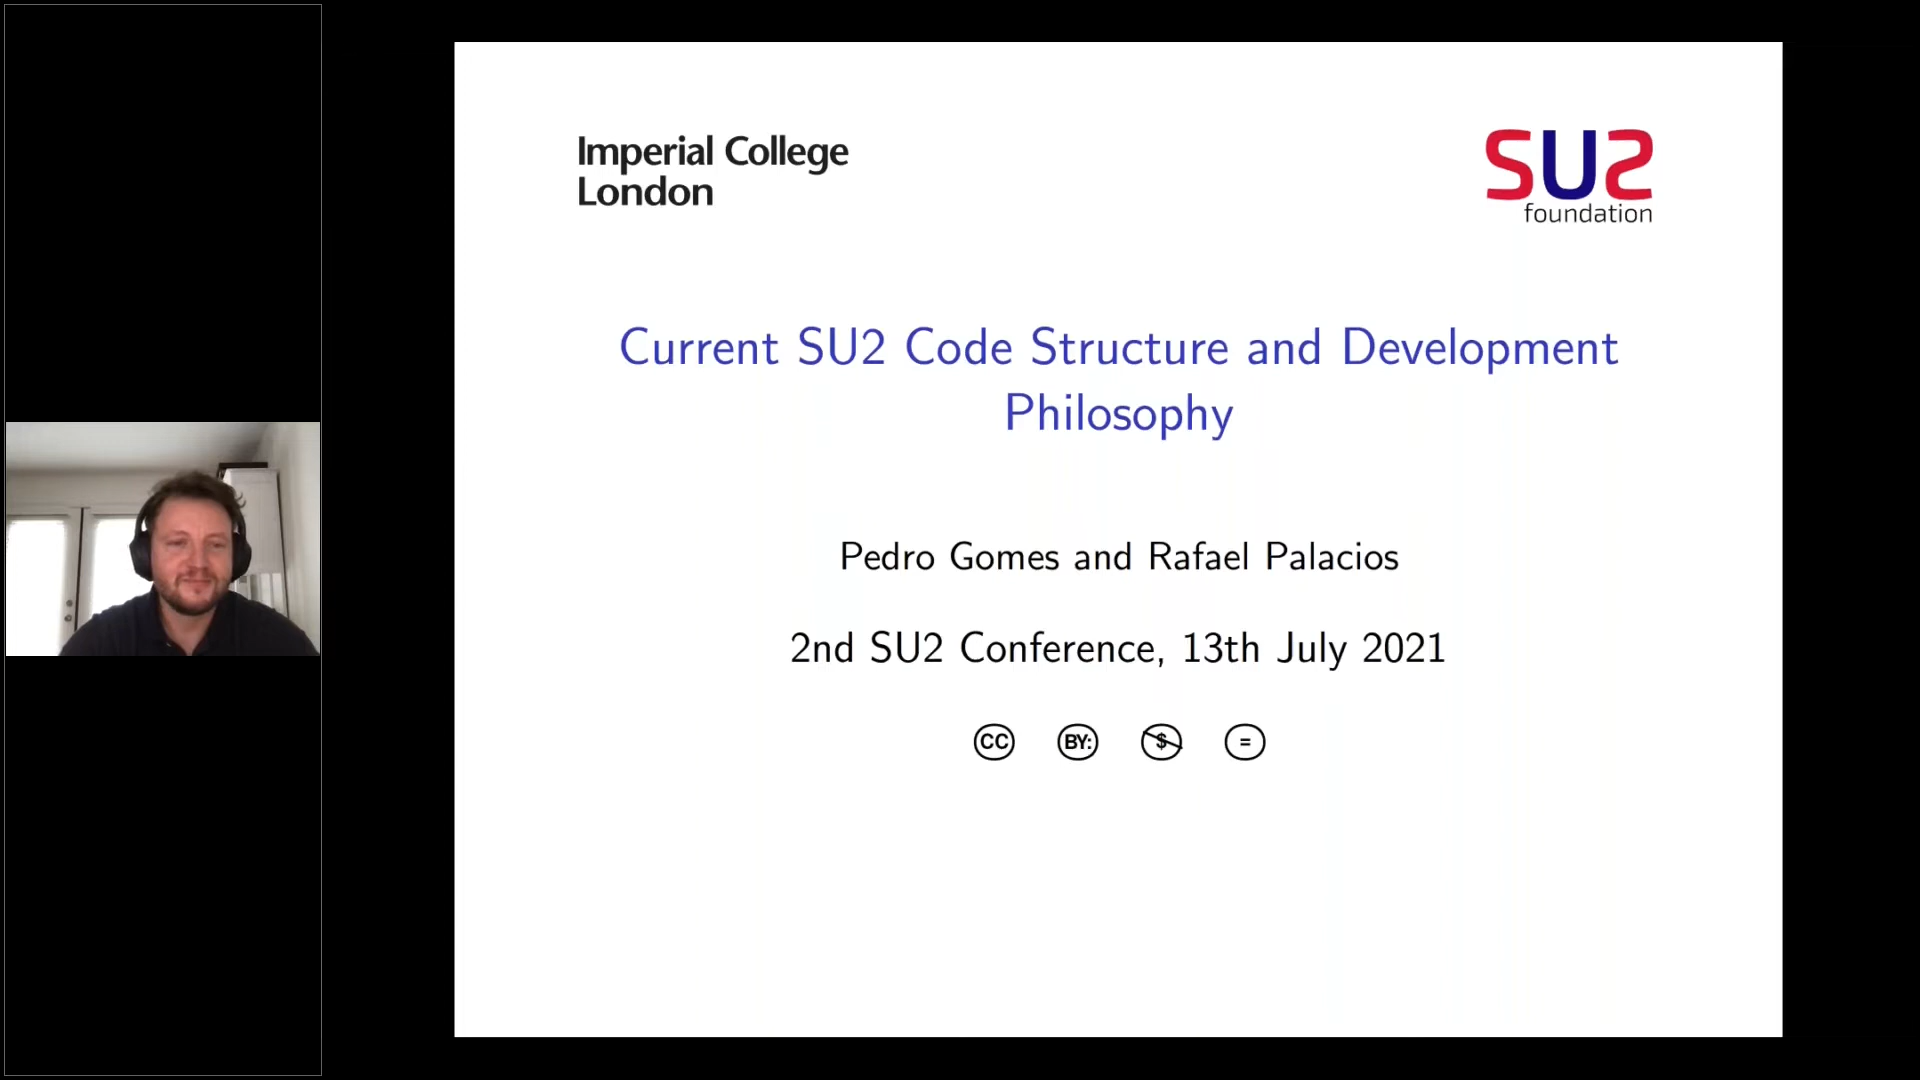 Imperial College
London
SU2
foundation
Current SU2 Code Structure and Development
Philosophy
Pedro Gomes and Rafael Palacios
2nd SU2 Conference, 13th July 2021
CC BY: $ =